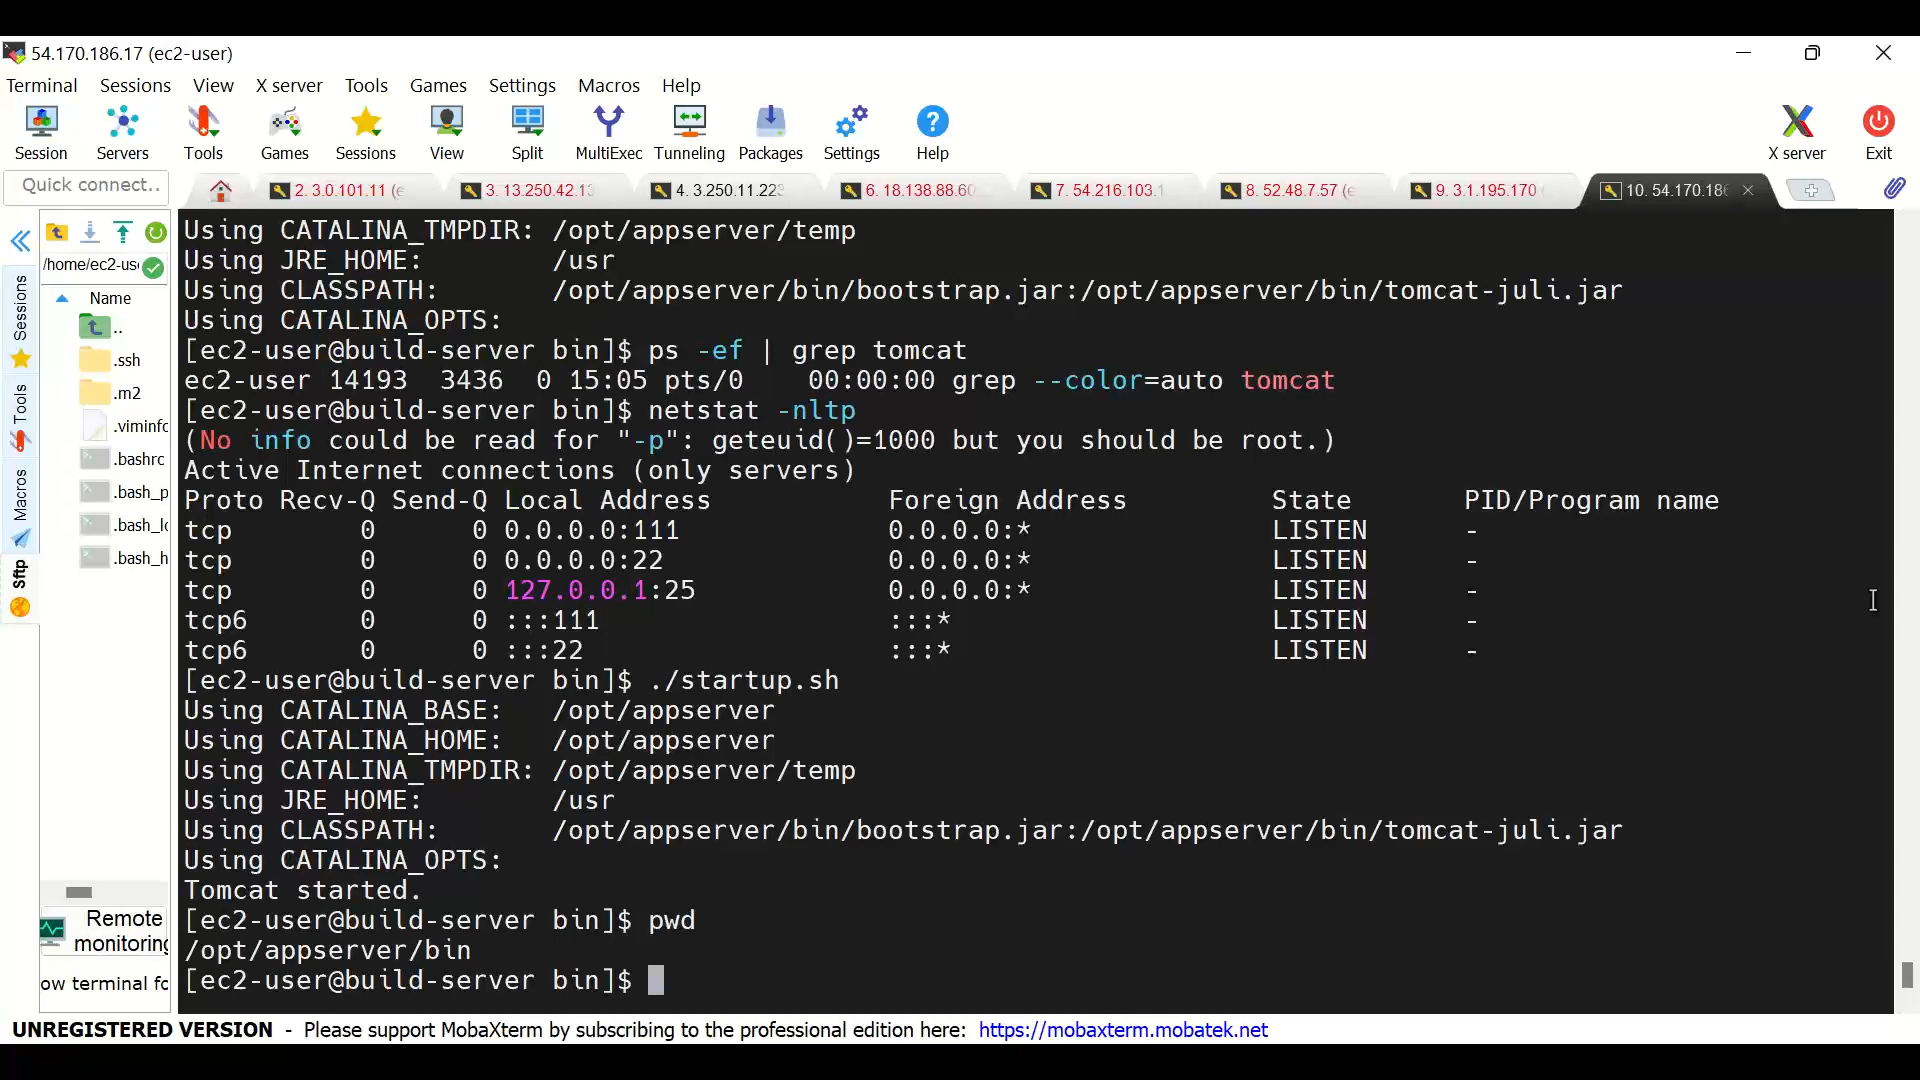 54.170.186.17 (ec2-user)
Terminal Sessions View X server Tools Games Settings Macros Help
Session Servers Tools Games Sessions View Split MultiExec Tunneling Packages Settings Help X server Exit
Quick connect..
2. 3.0.101.11 (e
3. 13.250.42.13
4. 3.250.11.223
6. 18.138.88.60
7. 54.216.103.1
8. 52.48.7.57 (e
9. 3.1.195.170
10. 54.170.186
Sessions
Tools
Macros
Sftp
/home/ec2-use
Name
..
.ssh
.m2
.viminfo
.bashrc
.bash_p
.bash_lo
.bash_h
Remote
monitoring
ow terminal fo
Using CATALINA_TMPDIR: /opt/appserver/temp
Using JRE_HOME:        /usr
Using CLASSPATH:       /opt/appserver/bin/bootstrap.jar:/opt/appserver/bin/tomcat-juli.jar
Using CATALINA_OPTS:
[ec2-user@build-server bin]$ ps -ef | grep tomcat
ec2-user 14193  3436  0 15:05 pts/0    00:00:00 grep --color=auto tomcat
[ec2-user@build-server bin]$ netstat -nltp
(No info could be read for "-p": geteuid()=1000 but you should be root.)
Active Internet connections (only servers)
Proto Recv-Q Send-Q Local Address           Foreign Address         State       PID/Program name
tcp        0      0 0.0.0.0:111             0.0.0.0:*               LISTEN      -
tcp        0      0 0.0.0.0:22              0.0.0.0:*               LISTEN      -
tcp        0      0 127.0.0.1:25            0.0.0.0:*               LISTEN      -
tcp6       0      0 :::111                  :::*                    LISTEN      -
tcp6       0      0 :::22                   :::*                    LISTEN      -
[ec2-user@build-server bin]$ ./startup.sh
Using CATALINA_BASE:   /opt/appserver
Using CATALINA_HOME:   /opt/appserver
Using CATALINA_TMPDIR: /opt/appserver/temp
Using JRE_HOME:        /usr
Using CLASSPATH:       /opt/appserver/bin/bootstrap.jar:/opt/appserver/bin/tomcat-juli.jar
Using CATALINA_OPTS:
Tomcat started.
[ec2-user@build-server bin]$ pwd
/opt/appserver/bin
[ec2-user@build-server bin]$
UNREGISTERED VERSION - Please support MobaXterm by subscribing to the professional edition here: https://mobaxterm.mobatek.net